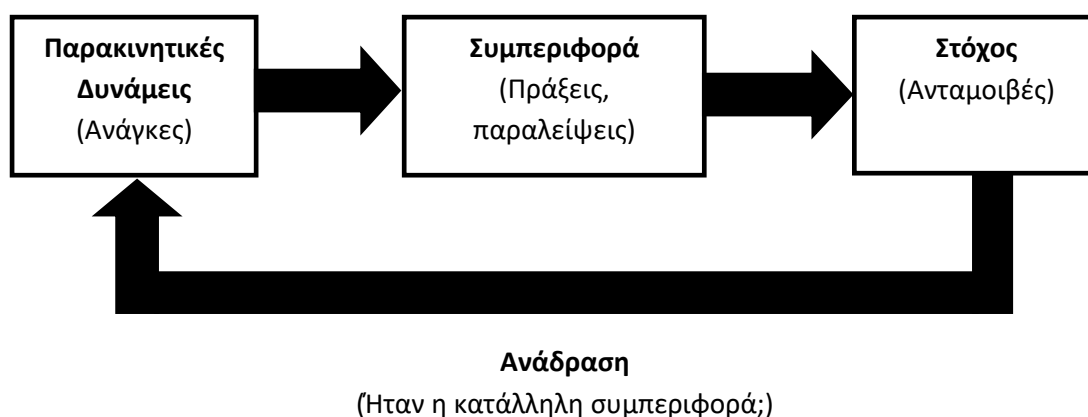 Παρακινητικές
Δυνάμεις
(Ανάγκες)
Συμπεριφορά
(Πράξεις,
παραλείψεις)
Στόχος
(Ανταμοιβές)
Ανάδραση
(Ήταν η κατάλληλη συμπεριφορά;)